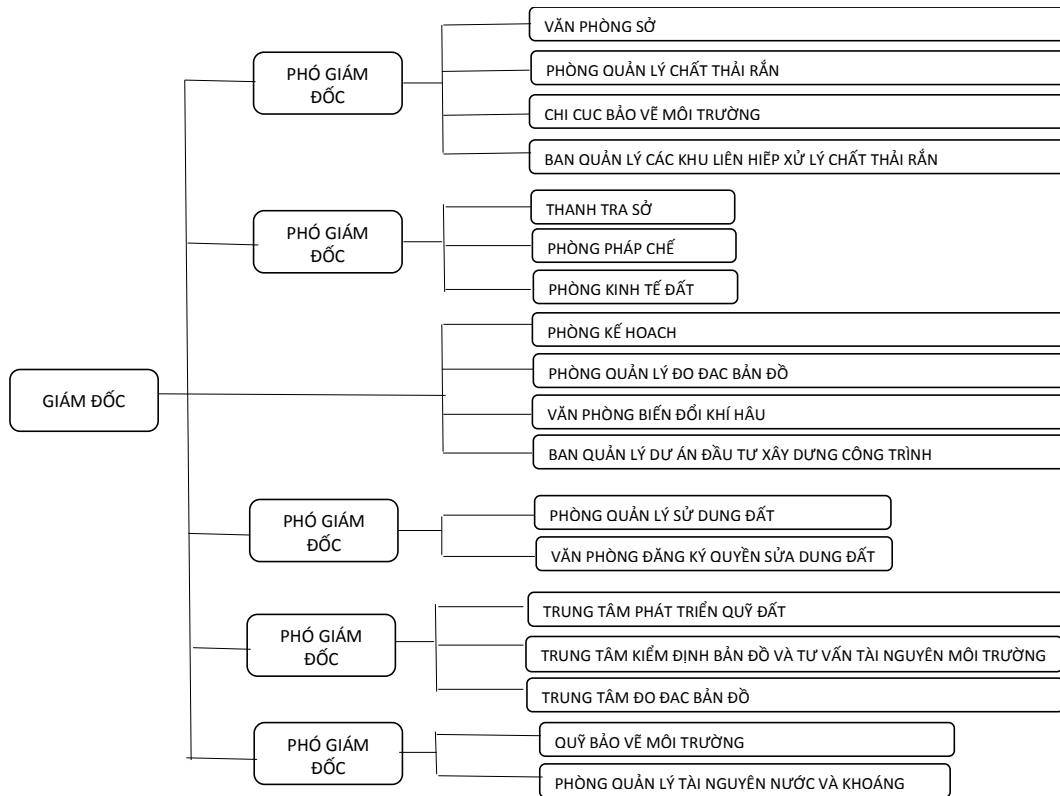 VĂN PHÒNG SỞ
PHÓ GIÁM
ĐỐC
PHÒNG QUẢN LÝ CHẤT THẢI RẮN
CHI CUC BẢO VẼ MÔI TRƯỜNG
BAN QUẢN LÝ CÁC KHU LIÊN HIẼP XỬ LÝ CHẤT THẢI RẮN
PHÓ GIÁM
ĐỐC
THANH TRA SỞ
PHÒNG PHÁP CHẾ
PHÒNG KINH TẾ ĐẤT
GIÁM ĐỐC
PHÒNG KẾ HOACH
PHÒNG QUẢN LÝ ĐO ĐAC BẢN ĐỒ
VĂN PHÒNG BIẾN ĐỔI KHÍ HÂU
BAN QUẢN LÝ DƯ ÁN ĐẦU TƯ XÂY DƯNG CÔNG TRÌNH
PHÓ GIÁM
ĐỐC
PHÒNG QUẢN LÝ SỬ DUNG ĐẤT
VĂN PHÒNG ĐĂNG KÝ QUYỀN SỬA DUNG ĐẤT
PHÓ GIÁM
ĐỐC
TRUNG TÂM PHÁT TRIỂN QUỸ ĐẤT
TRUNG TÂM KIỂM ĐỊNH BẢN ĐỒ VÀ TƯ VẤN TÀI NGUYÊN MÔI TRƯỜNG
TRUNG TÂM ĐO ĐAC BẢN ĐỒ
PHÓ GIÁM
ĐỐC
QUỸ BẢO VẼ MÔI TRƯỜNG
PHÒNG QUẢN LÝ TÀI NGUYÊN NƯỚC VÀ KHOÁNG